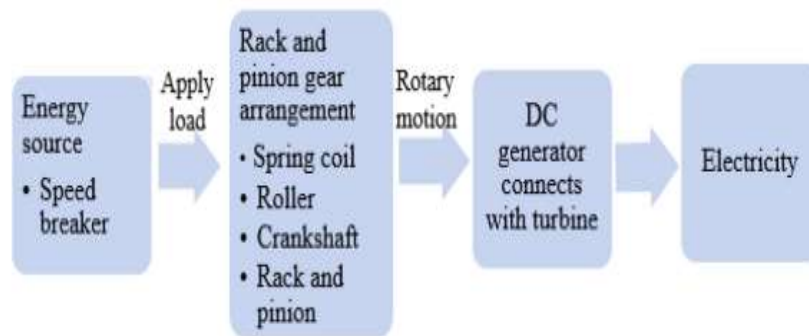 Energy
source
• Speed
breaker
Apply
load
Rack and
pinion gear
arrangement
• Spring coil
• Roller
• Crankshaft
• Rack and
pinion
Rotary
motion
DC
generator
connects
with turbine
Electricity